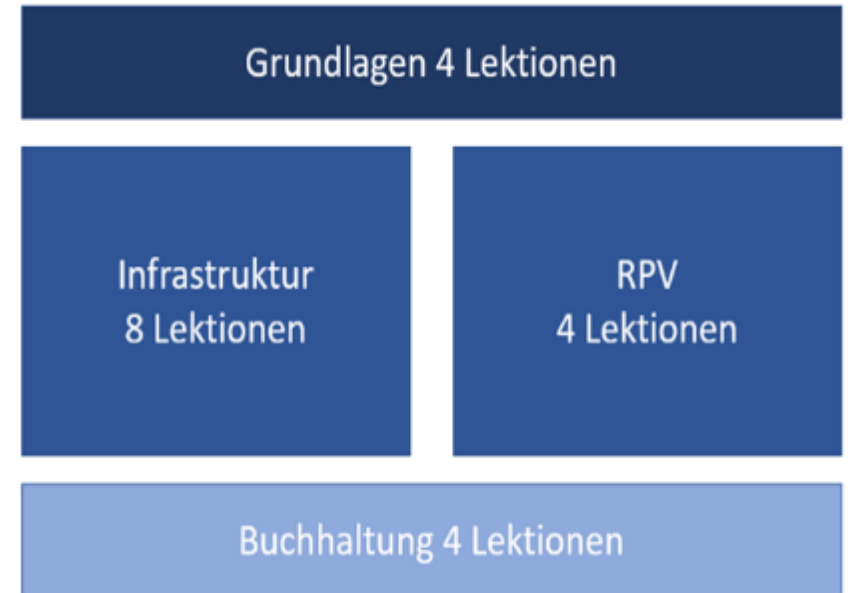 Grundlagen 4 Lektionen
Infrastruktur
8 Lektionen
RPV
4 Lektionen
Buchhaltung 4 Lektionen